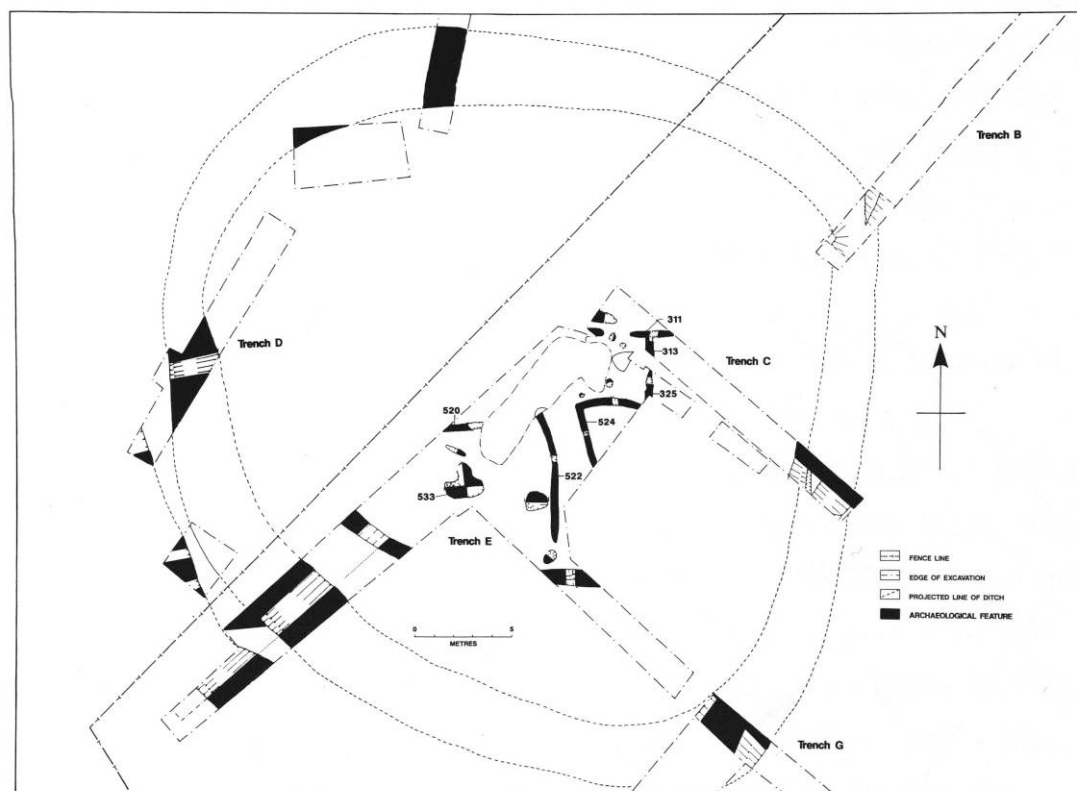 Trench B
N
311
313
Trench C
325
Trench D
520
524
522
533
Trench E
FENCE LINE
EDGE OF EXCAVATION
PROJECTED LINE OF DITCH
ARCHAEOLOGICAL FEATURE
0 5
METRES
Trench G